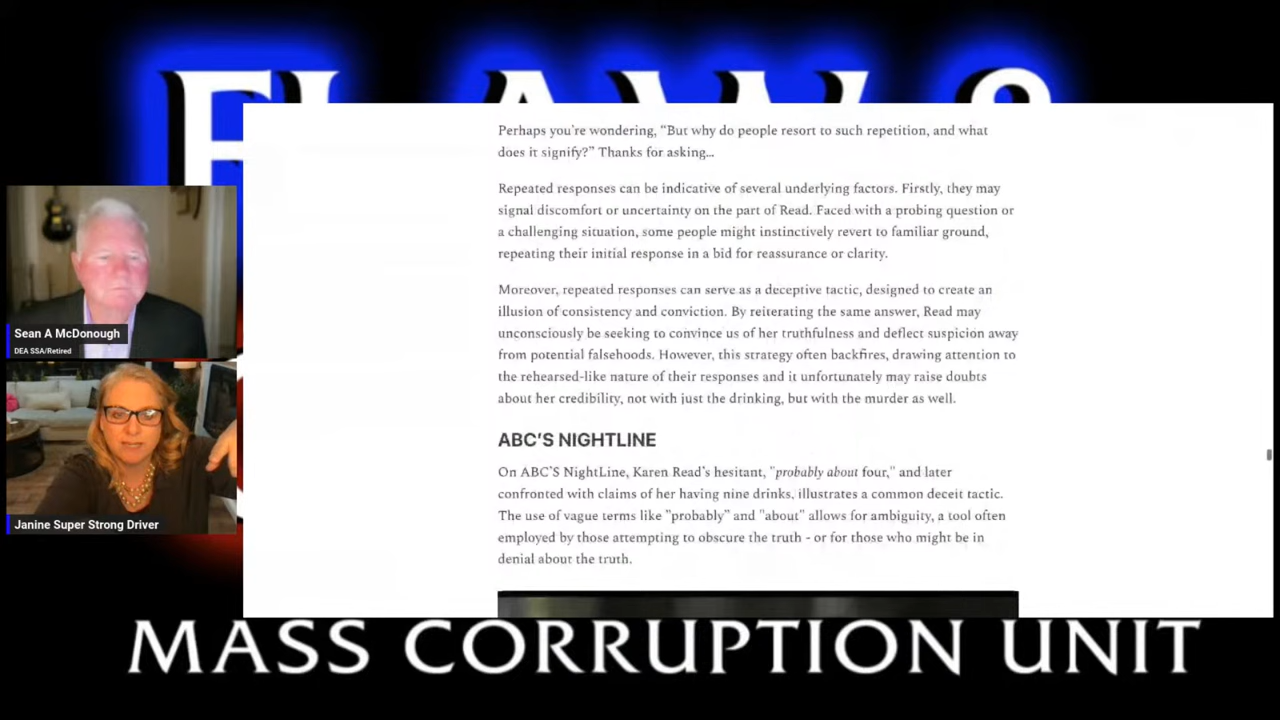 Perhaps you're wondering, “But why do people resort to such repetition, and what
does it signify?” Thanks for asking...
Repeated responses can be indicative of several underlying factors. Firstly, they may
signal discomfort or uncertainty on the part of Read. Faced with a probing question or
a challenging situation, some people might instinctively revert to familiar ground,
repeating their initial response in a bid for reassurance or clarity.
Moreover, repeated responses can serve as a deceptive tactic, designed to create an
illusion of consistency and conviction. By reiterating the same answer, Read may
unconsciously be seeking to convince us of her truthfulness and deflect suspicion away
from potential falsehoods. However, this strategy often backfires, drawing attention to
the rehearsed-like nature of their responses and it unfortunately may raise doubts
about her credibility, not with just the drinking, but with the murder as well.
ABC'S NIGHTLINE
On ABC'S NightLine, Karen Read's hesitant, "probably about four," and later
confronted with claims of her having nine drinks, illustrates a common deceit tactic.
The use of vague terms like "probably" and "about" allows for ambiguity, a tool often
employed by those attempting to obscure the truth - or for those who might be in
denial about the truth.
Sean A McDonough
DEA SSA/Retired
Janine Super Strong Driver
MASS CORRUPTION UNIT